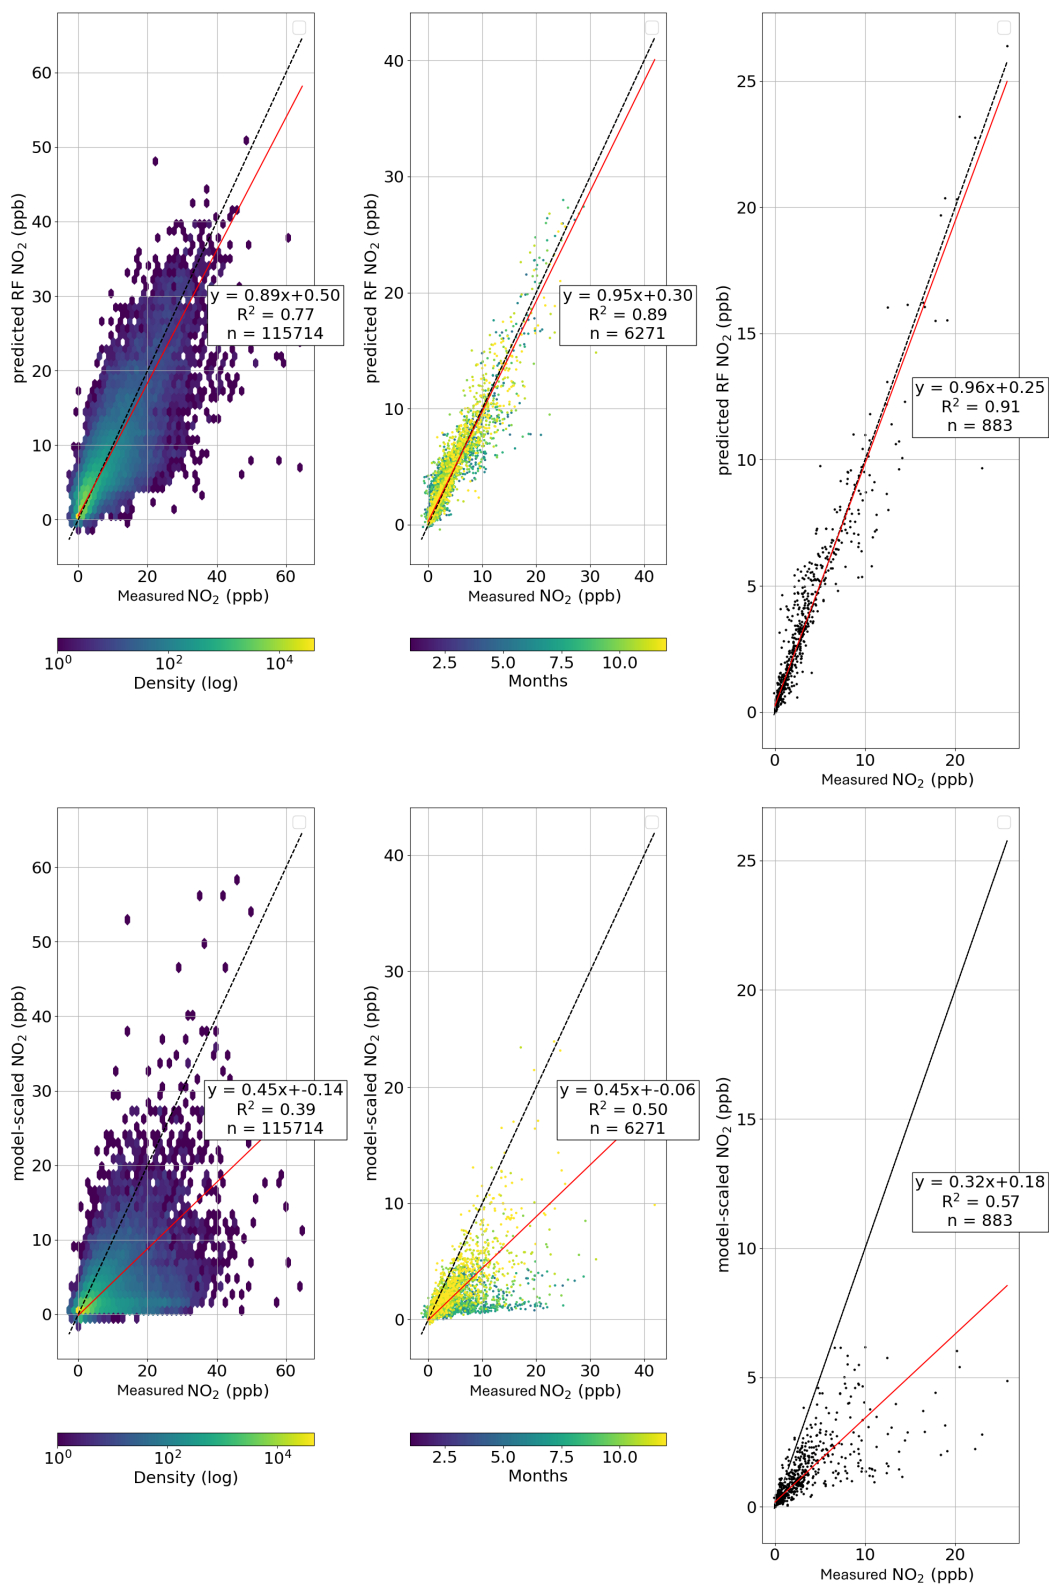 60
50
40
30
20
10
0
predicted RF NO2 (ppb)
y = 0.89x+0.50
R2 = 0.77
n = 115714
0 20 40 60
Measured NO2 (ppb)
10^0 10^2 10^4
Density (log)
40
30
20
10
0
predicted RF NO2 (ppb)
y = 0.95x+0.30
R2 = 0.89
n = 6271
0 10 20 30 40
Measured NO2 (ppb)
2.5 5.0 7.5 10.0
Months
25
20
15
10
5
0
predicted RF NO2 (ppb)
y = 0.96x+0.25
R2 = 0.91
n = 883
0 10 20
Measured NO2 (ppb)
60
50
40
30
20
10
0
model-scaled NO2 (ppb)
y = 0.45x+-0.14
R2 = 0.39
n = 115714
0 20 40 60
Measured NO2 (ppb)
10^0 10^2 10^4
Density (log)
40
30
20
10
0
model-scaled NO2 (ppb)
y = 0.45x+-0.06
R2 = 0.50
n = 6271
0 10 20 30 40
Measured NO2 (ppb)
2.5 5.0 7.5 10.0
Months
25
20
15
10
5
0
model-scaled NO2 (ppb)
y = 0.32x+0.18
R2 = 0.57
n = 883
0 10 20
Measured NO2 (ppb)